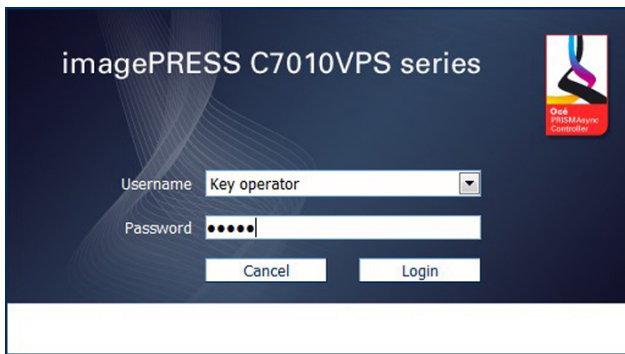 imagePRESS C7010VPS series
Océ
PRISMAsync
Controller
Username Key operator
Password ●●●●●
Cancel Login